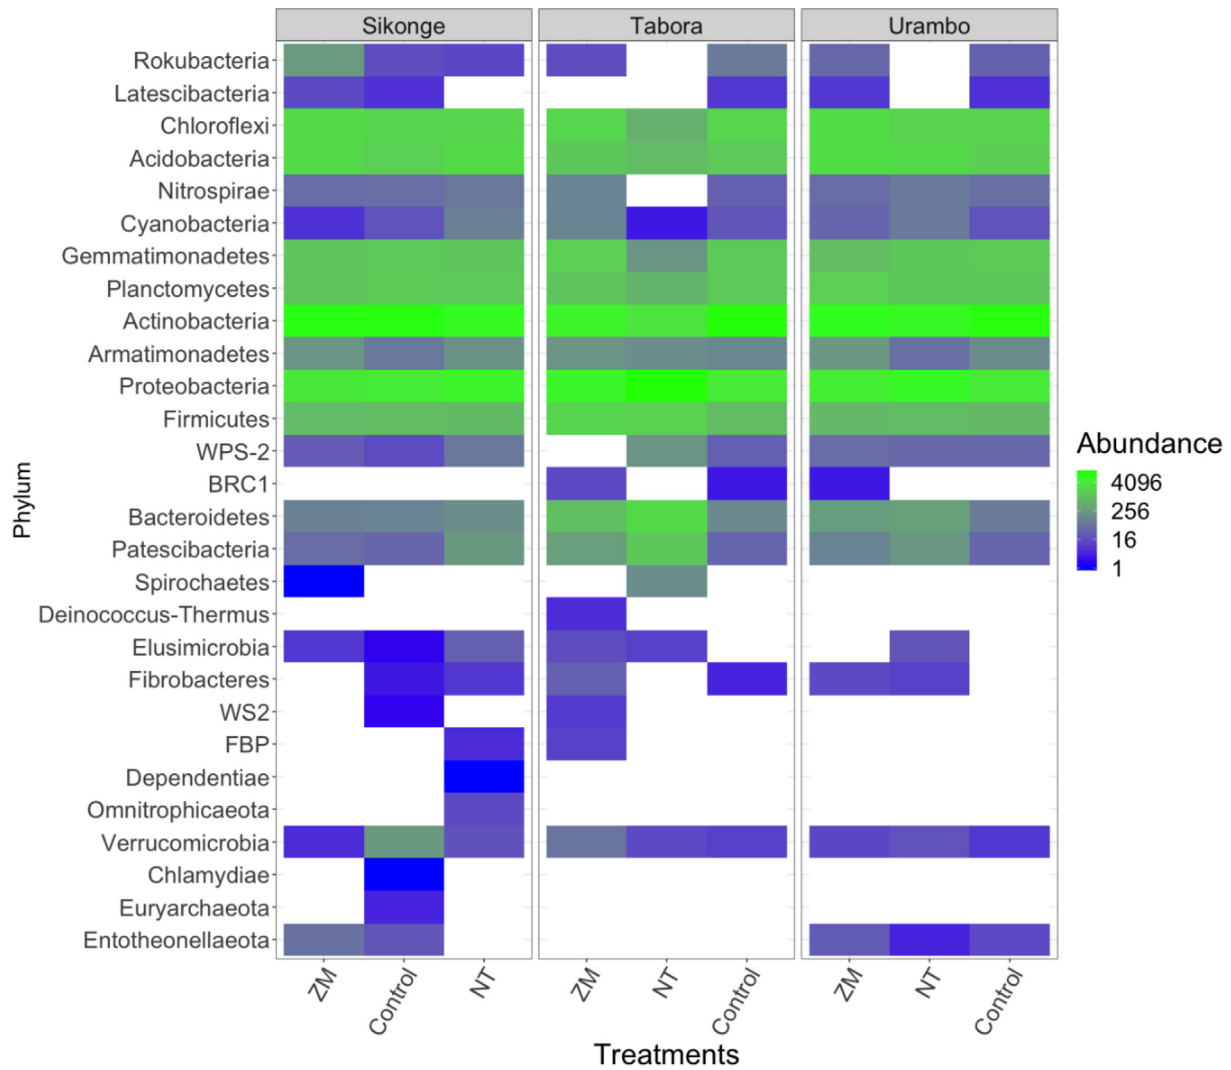 Sikonge Tabora Urambo
Rokubacteria
Latescibacteria
Chloroflexi
Acidobacteria
Nitrospirae
Cyanobacteria
Gemmatimonadetes
Planctomycetes
Actinobacteria
Armatimonadetes
Proteobacteria
Firmicutes
WPS-2
BRC1
Bacteroidetes
Patescibacteria
Spirochaetes
Deinococcus-Thermus
Elusimicrobia
Fibrobacteres
WS2
FBP
Dependentiae
Omnitrophicaeota
Verrucomicrobia
Chlamydiae
Euryarchaeota
Entotheonellaeota
Phylum
ZM Control NT ZM NT Control ZM NT Control
Treatments
Abundance
4096
256
16
1